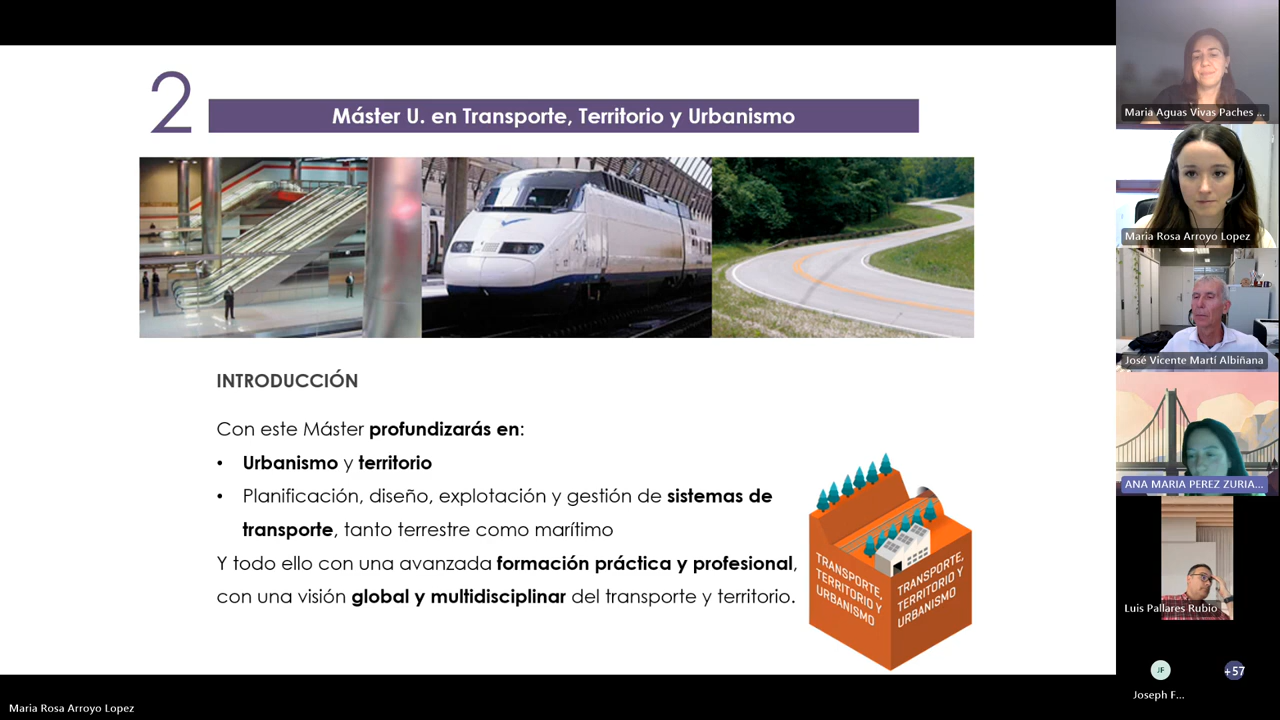 2
Máster U. en Transporte, Territorio y Urbanismo
INTRODUCCIÓN
Con este Máster profundizarás en:
• Urbanismo y territorio
• Planificación, diseño, explotación y gestión de sistemas de
transporte, tanto terrestre como marítimo
Y todo ello con una avanzada formación práctica y profesional,
con una visión global y multidisciplinar del transporte y territorio.
TRANSPORTE,
TERRITORIO Y
URBANISMO
TRANSPORTE,
TERRITORIO Y
URBANISMO
Maria Aguas Vivas Paches ...
Maria Rosa Arroyo Lopez
José Vicente Martí Albiñana
ANA MARIA PEREZ ZURIA...
Luis Pallares Rubio
JF
+57
Joseph F...
Maria Rosa Arroyo Lopez